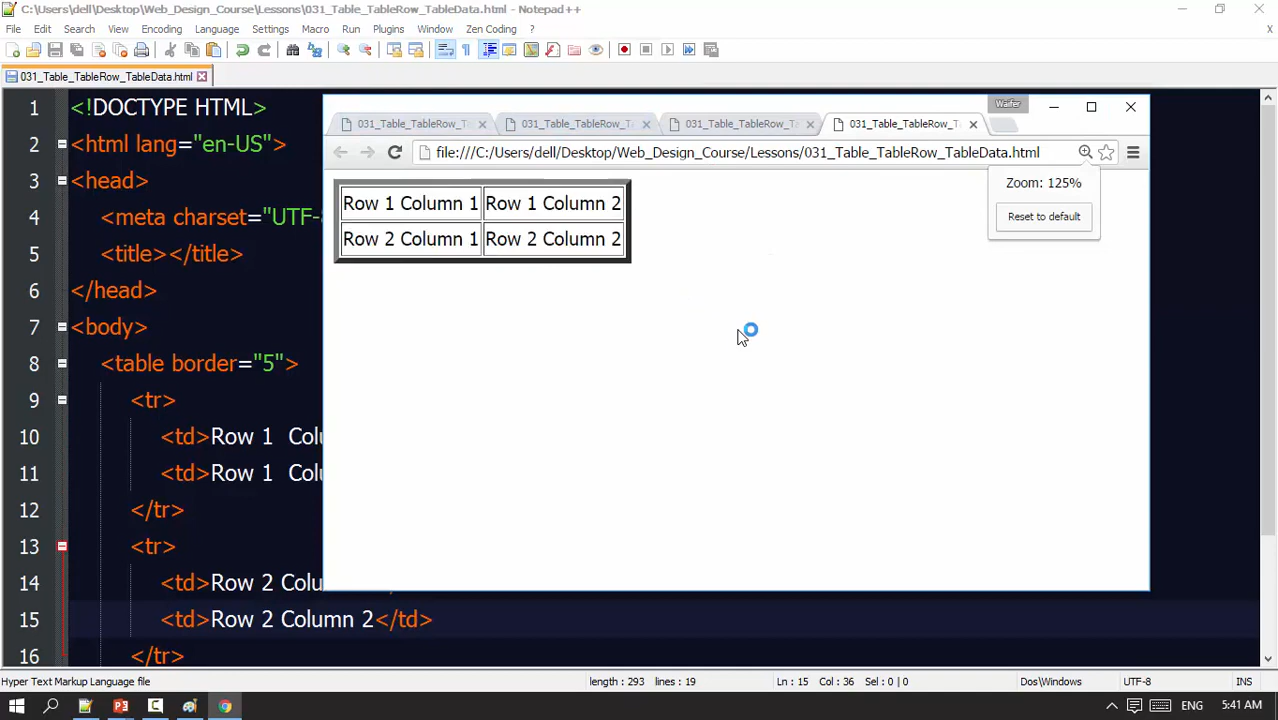 C:\Users\dell\Desktop\Web_Design_Course\Lessons\031_Table_TableRow_TableData.html - Notepad++
File Edit Search View Encoding Language Settings Macro Run Plugins Window Zen Coding ? X
031_Table_TableRow_TableData.html
Waifer
031_Table_TableRow_T 031_Table_TableRow_Ta 031_Table_TableRow_T 031_Table_TableRow_T
file:///C:/Users/dell/Desktop/Web_Design_Course/Lessons/031_Table_TableRow_TableData.html
Zoom: 125%
Reset to default
Row 1 Column 1 Row 1 Column 2
Row 2 Column 1 Row 2 Column 2
1 <!DOCTYPE HTML>
2 <html lang="en-US">
3 <head>
4 <meta charset="UTF-8
5 <title></title>
6 </head>
7 <body>
8 <table border="5">
9 <tr>
10 <td>Row 1  Colu
11 <td>Row 1  Colu
12 </tr>
13 <tr>
14 <td>Row 2 Colu
15 <td>Row 2 Column 2</td>
16 </tr>
Hyper Text Markup Language file length : 293 lines : 19 Ln : 15 Col : 36 Sel : 0 | 0 Dos\Windows UTF-8 INS
ENG 5:41 AM